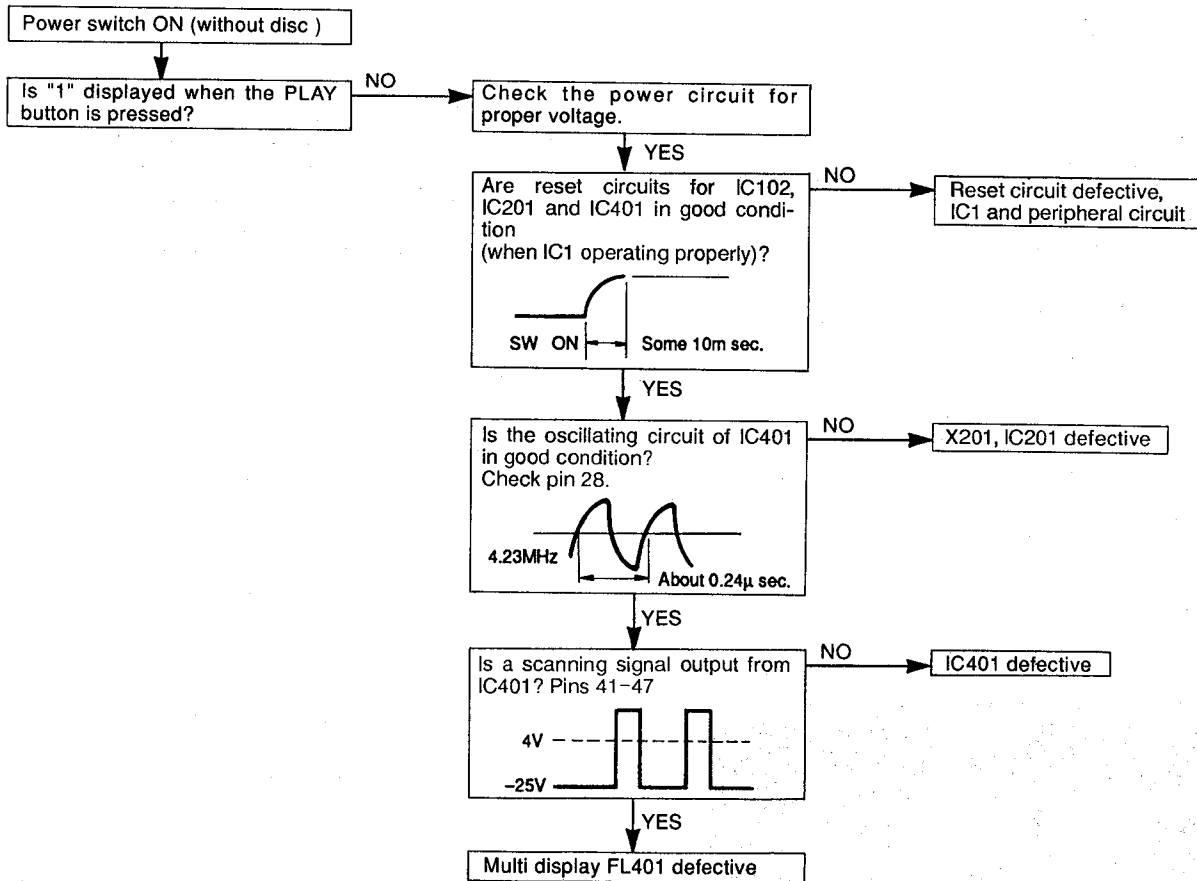 Power switch ON (without disc )
Is "1" displayed when the PLAY
button is pressed?
NO
Check the power circuit for
proper voltage.
YES
Are reset circuits for IC102,
IC201 and IC401 in good condi-
tion
(when IC1 operating properly)?
SW ON
Some 10m sec.
NO
Reset circuit defective,
IC1 and peripheral circuit
YES
Is the oscillating circuit of IC401
in good condition?
Check pin 28.
4.23MHz
About 0.24μ sec.
NO
X201, IC201 defective
YES
Is a scanning signal output from
IC401? Pins 41–47
4V
–25V
NO
IC401 defective
YES
Multi display FL401 defective